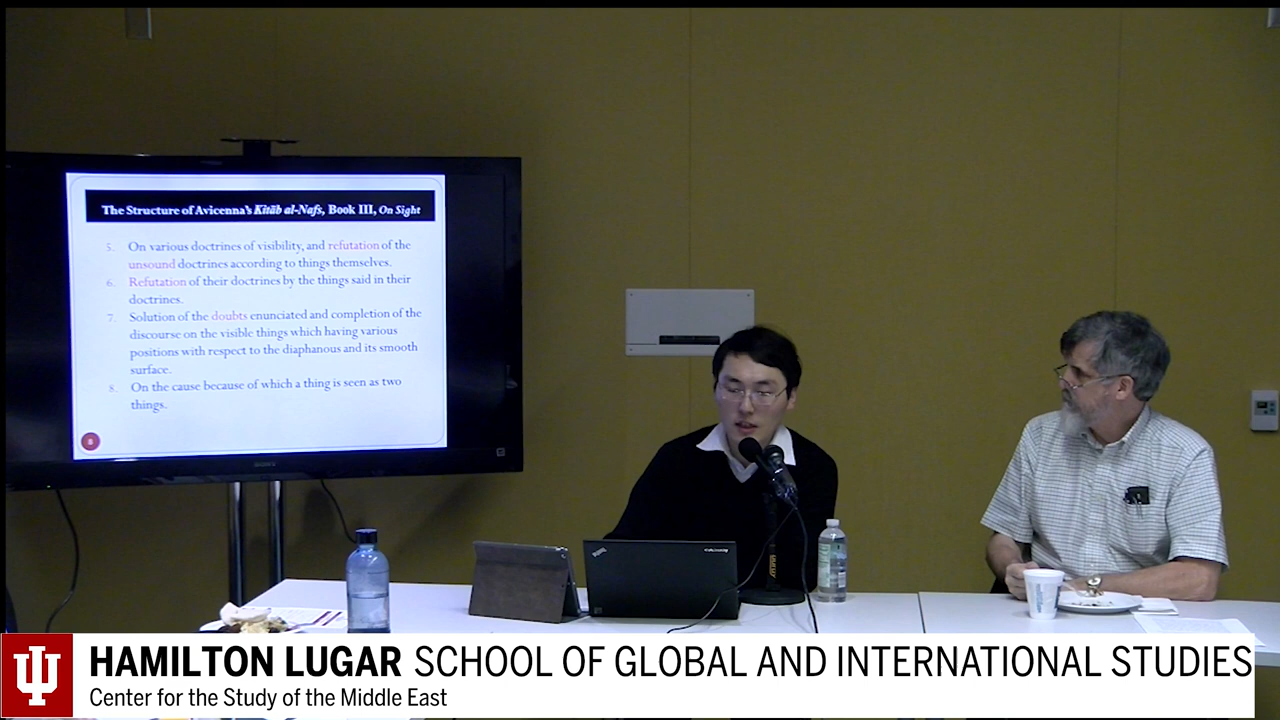 The Structure of Avicenna's Kitāb al-Nafs, Book III, On Sight
5. On various doctrines of visibility, and refutation of the
unsound doctrines according to things themselves.
6. Refutation of their doctrines by the things said in their
doctrines.
7. Solution of the doubts enunciated and completion of the
discourse on the visible things which having various
positions with respect to the diaphanous and its smooth
surface.
8. On the cause because of which a thing is seen as two
things.
8
SONY
ThinkPad
HAMILTON LUGAR SCHOOL OF GLOBAL AND INTERNATIONAL STUDIES
Center for the Study of the Middle East